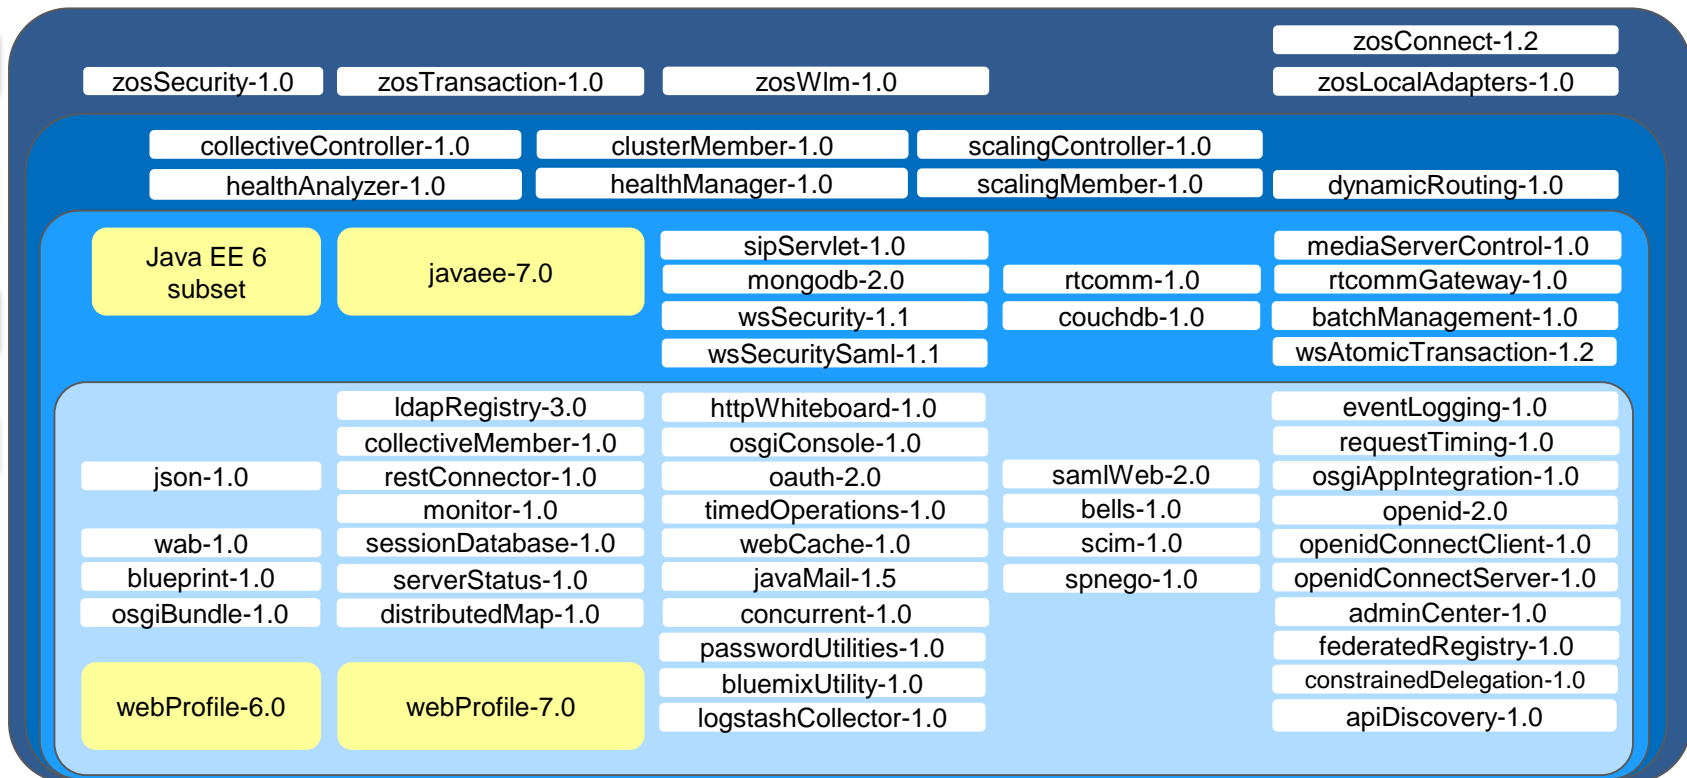 zosConnect-1.2
zosSecurity-1.0 zosTransaction-1.0 zosWlm-1.0 zosLocalAdapters-1.0
collectiveController-1.0 clusterMember-1.0 scalingController-1.0
healthAnalyzer-1.0 healthManager-1.0 scalingMember-1.0 dynamicRouting-1.0
Java EE 6
subset
javaee-7.0
sipServlet-1.0 mediaServerControl-1.0
mongodb-2.0 rtcomm-1.0 rtcommGateway-1.0
wsSecurity-1.1 couchdb-1.0 batchManagement-1.0
wsSecuritySaml-1.1 wsAtomicTransaction-1.2
ldapRegistry-3.0 httpWhiteboard-1.0 eventLogging-1.0
collectiveMember-1.0 osgiConsole-1.0 requestTiming-1.0
json-1.0 restConnector-1.0 oauth-2.0 samlWeb-2.0 osgiAppIntegration-1.0
monitor-1.0 timedOperations-1.0 bells-1.0 openid-2.0
wab-1.0 sessionDatabase-1.0 webCache-1.0 scim-1.0 openidConnectClient-1.0
blueprint-1.0 serverStatus-1.0 javaMail-1.5 spnego-1.0 openidConnectServer-1.0
osgiBundle-1.0 distributedMap-1.0 concurrent-1.0 adminCenter-1.0
passwordUtilities-1.0 federatedRegistry-1.0
bluemixUtility-1.0 constrainedDelegation-1.0
webProfile-6.0 webProfile-7.0 logstashCollector-1.0 apiDiscovery-1.0